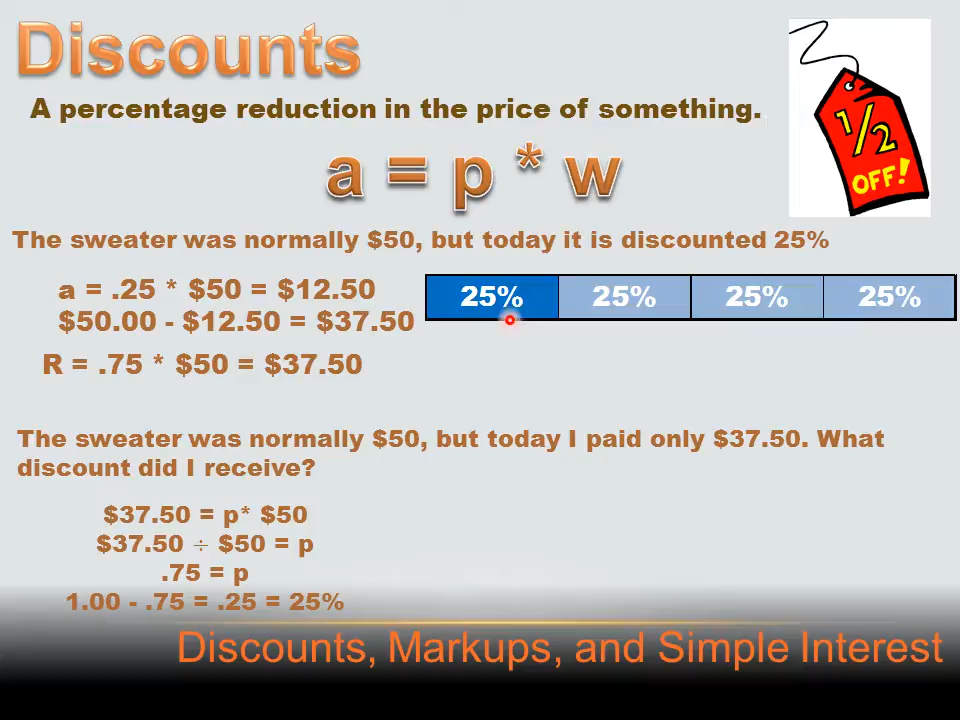 Discounts
A percentage reduction in the price of something.
1/2
OFF!
a = p * w
The sweater was normally $50, but today it is discounted 25%
a = .25 * $50 = $12.50
$50.00 - $12.50 = $37.50
25% 25% 25% 25%
R = .75 * $50 = $37.50
The sweater was normally $50, but today I paid only $37.50. What
discount did I receive?
$37.50 = p* $50
$37.50 ÷ $50 = p
.75 = p
1.00 - .75 = .25 = 25%
Discounts, Markups, and Simple Interest